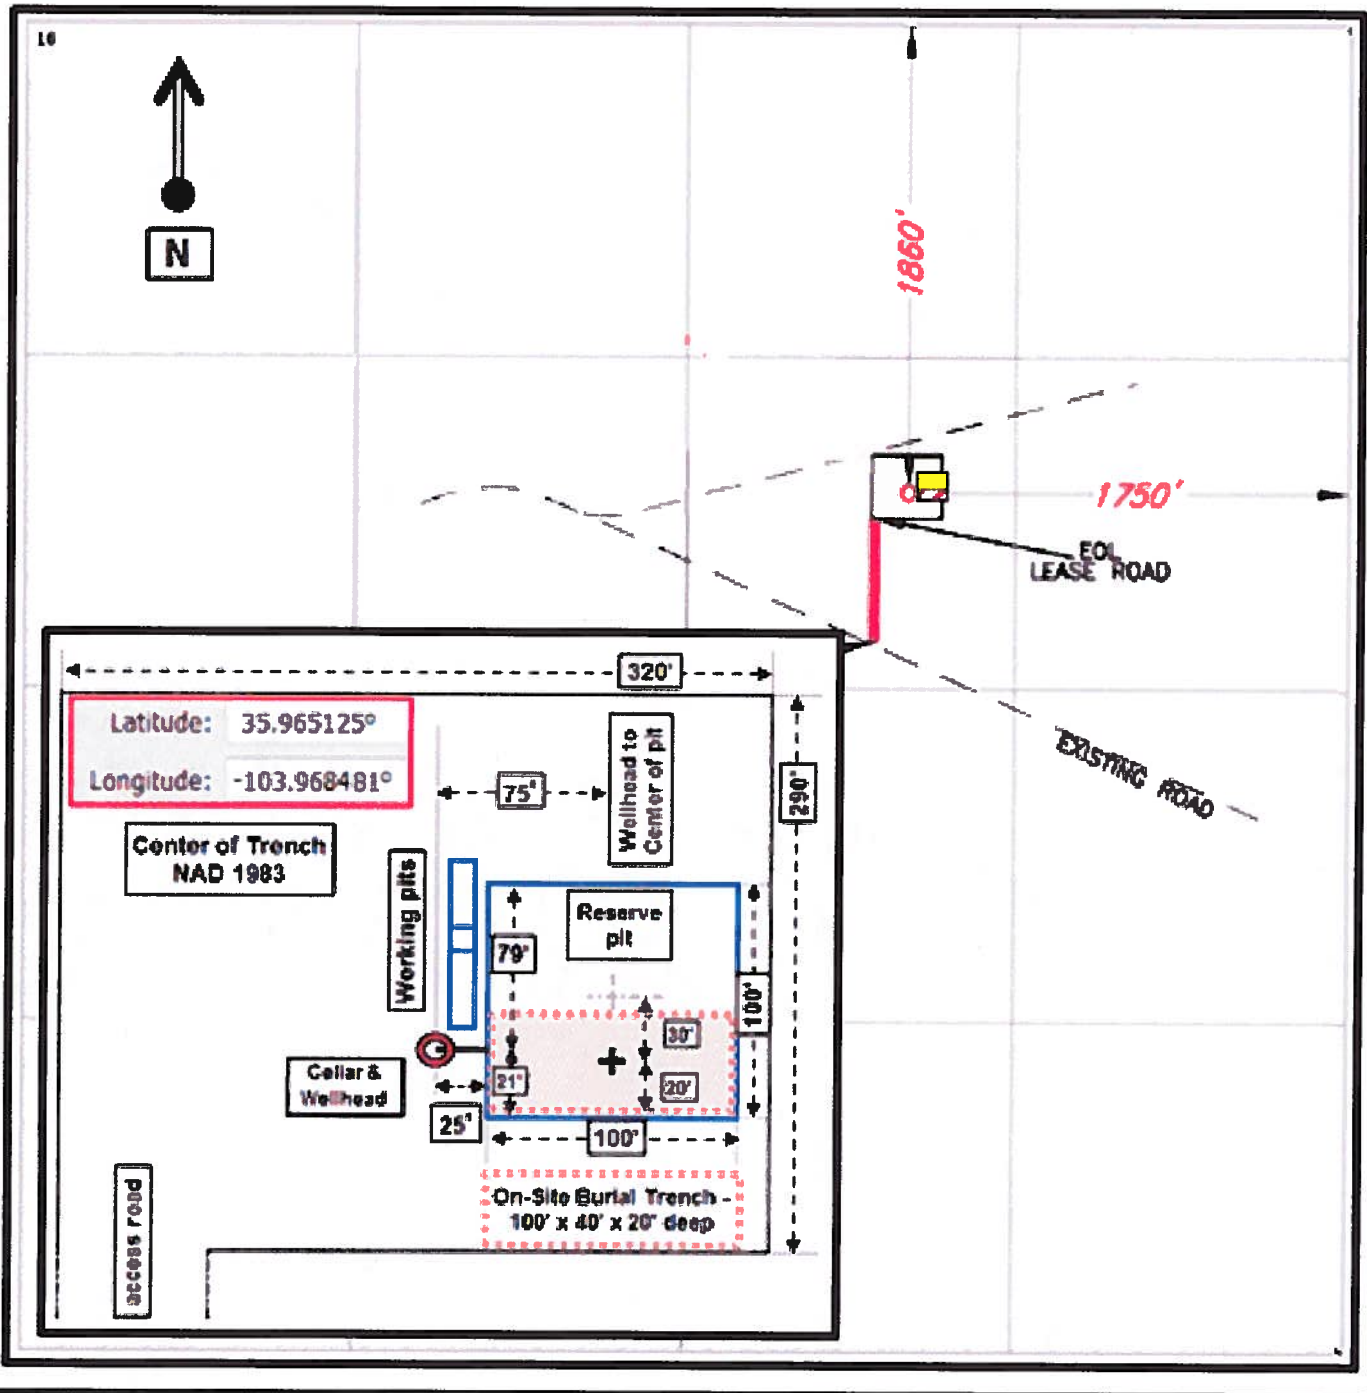 16
N
1860'
1750'
EOL
LEASE ROAD
EXISTING ROAD
320'
Latitude: 35.965125°
Longitude: -103.968481°
Center of Trench
NAD 1983
75'
Wellhead to
Center of pit
290'
Working pits
Reserve
pit
79'
100'
30'
20'
21'
Cellar &
Wellhead
25'
100'
On-Site Burial Trench -
100' x 40' x 20' deep
access road